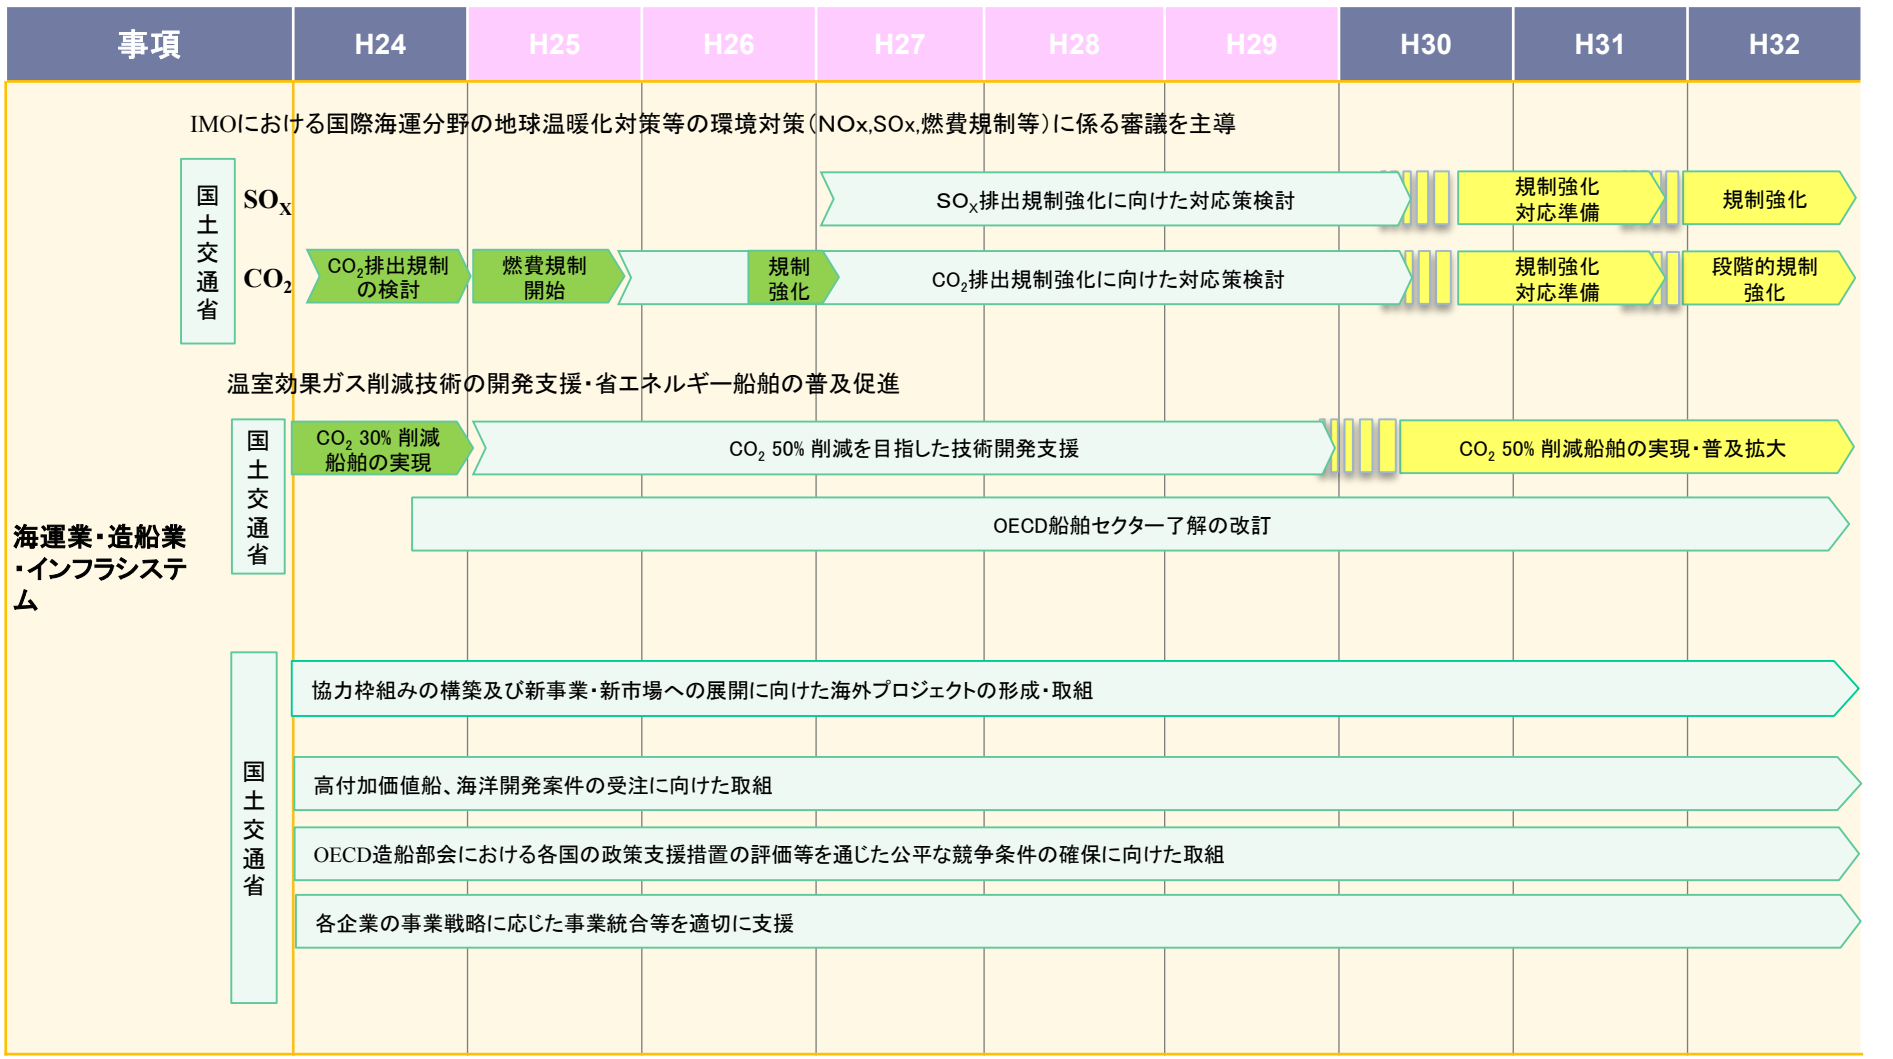 事項
H24
H25
H26
H27
H28
H29
H30
H31
H32
IMOにおける国際海運分野の地球温暖化対策等の環境対策(NOx,SOx,燃費規制等)に係る審議を主導
国土交通省
SOX
SOX排出規制強化に向けた対応策検討
規制強化
対応準備
規制強化
CO2
CO2排出規制
の検討
燃費規制
開始
規制
強化
CO2排出規制強化に向けた対応策検討
規制強化
対応準備
段階的規制
強化
温室効果ガス削減技術の開発支援・省エネルギー船舶の普及促進
国土交通省
CO2 30% 削減
船舶の実現
CO2 50% 削減を目指した技術開発支援
CO2 50% 削減船舶の実現・普及拡大
OECD船舶セクター了解の改訂
海運業・造船業
・インフラシステ
ム
国土交通省
協力枠組みの構築及び新事業・新市場への展開に向けた海外プロジェクトの形成・取組
高付加価値船、海洋開発案件の受注に向けた取組
OECD造船部会における各国の政策支援措置の評価等を通じた公平な競争条件の確保に向けた取組
各企業の事業戦略に応じた事業統合等を適切に支援